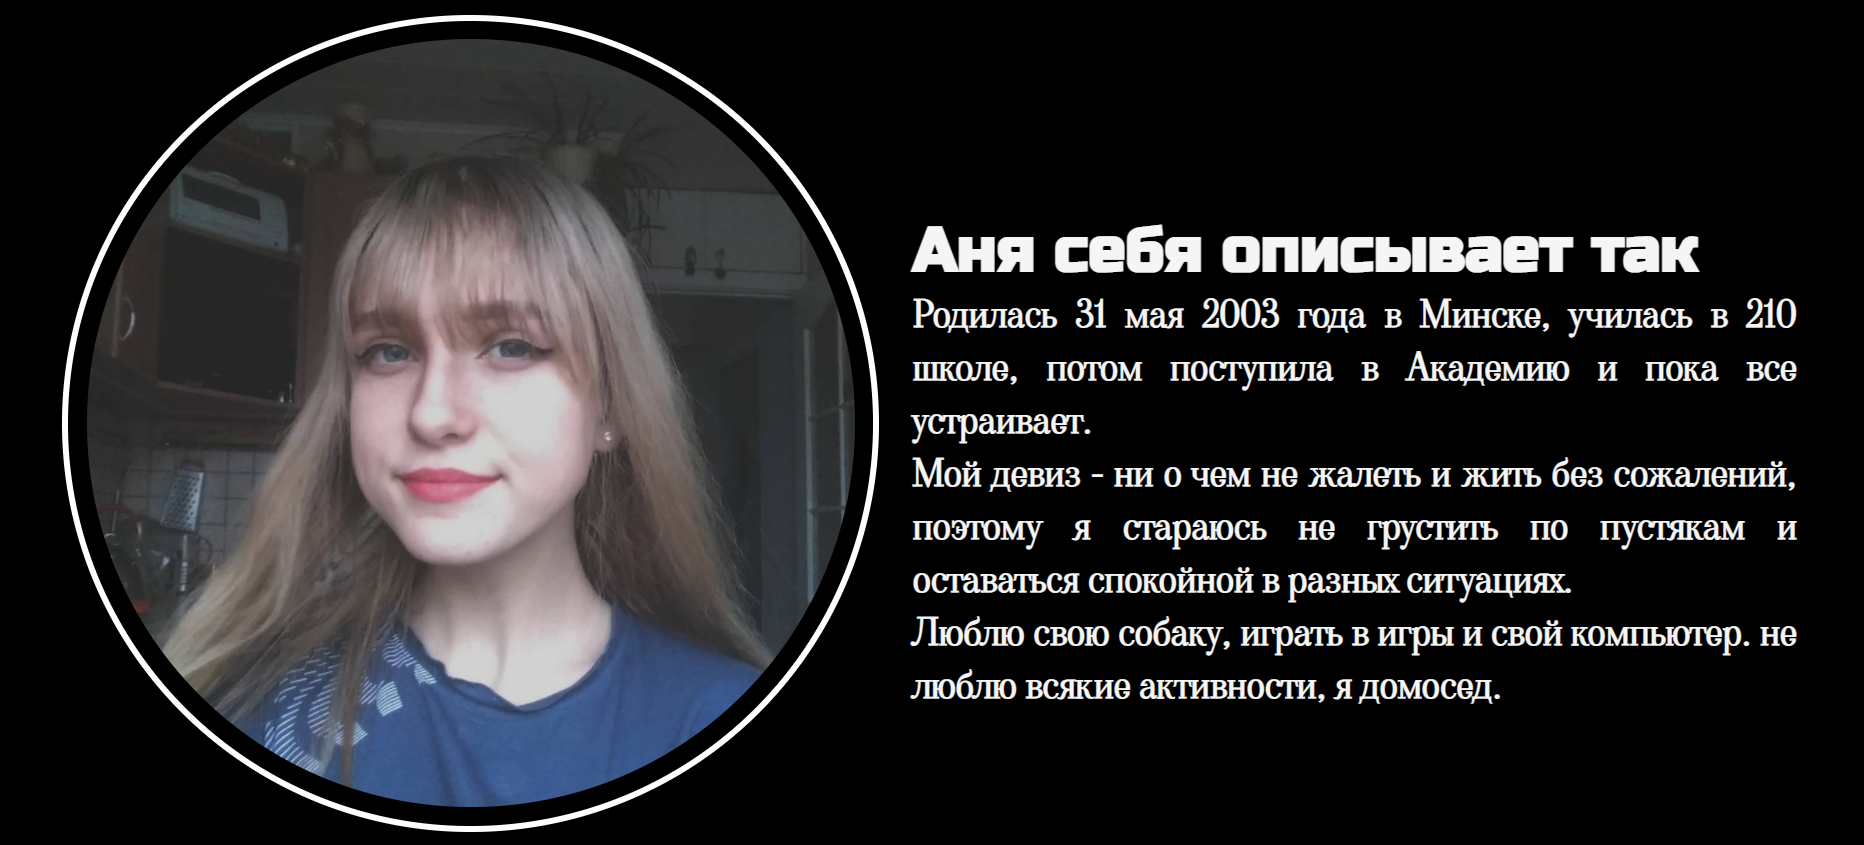 Аня себя описывает так
Родилась 31 мая 2003 года в Минске, училась в 210
школе, потом поступила в Академию и пока все
устраивает.
Мой девиз - ни о чем не жалеть и жить без сожалений,
поэтому я стараюсь не грустить по пустякам и
оставаться спокойной в разных ситуациях.
Люблю свою собаку, играть в игры и свой компьютер. не
люблю всякие активности, я домосед.